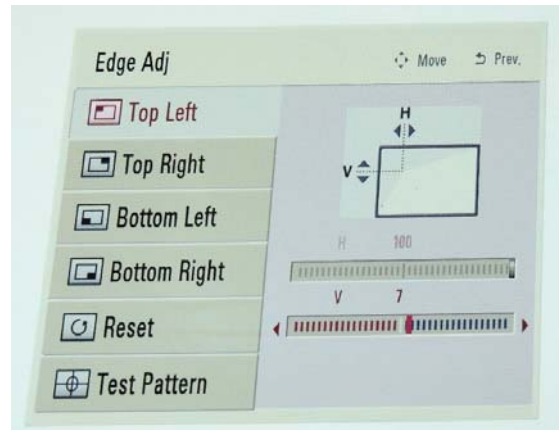 Edge Adj
Move
Prev.
Top Left
Top Right
Bottom Left
Bottom Right
Reset
Test Pattern
H
V
H 100
V 7